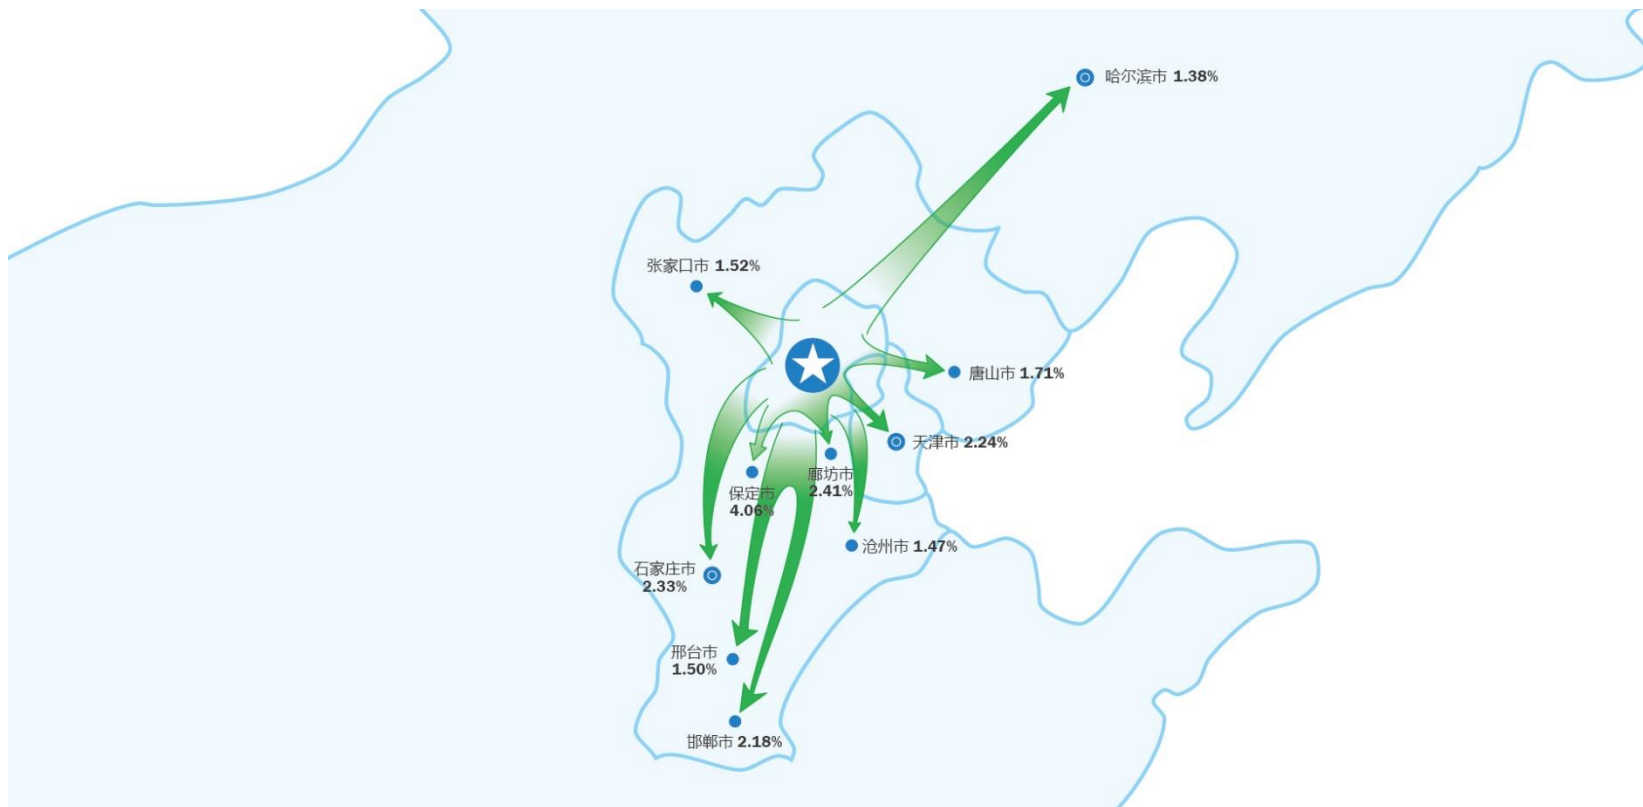 哈尔滨市 1.38%
张家口市 1.52%
唐山市 1.71%
天津市 2.24%
廊坊市
2.41%
保定市
4.06%
沧州市 1.47%
石家庄市
2.33%
邢台市
1.50%
邯郸市 2.18%